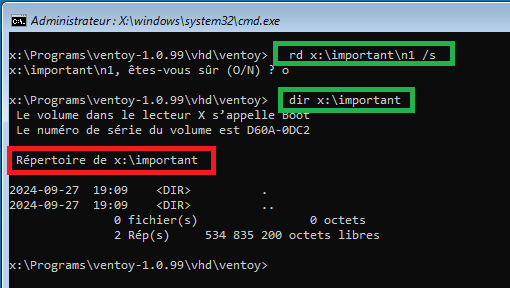 Administrateur : X:\windows\system32\cmd.exe
x:\Programs\ventoy-1.0.99\vhd\ventoy> rd x:\important\n1 /s
x:\important\n1, êtes-vous sûr (O/N) ? o
x:\Programs\ventoy-1.0.99\vhd\ventoy> dir x:\important
Le volume dans le lecteur X s’appelle Boot
Le numéro de série du volume est D60A-0DC2
Répertoire de x:\important
2024-09-27 19:09 <DIR> .
2024-09-27 19:09 <DIR> ..
0 fichier(s) 0 octets
2 Rép(s) 534 835 200 octets libres
x:\Programs\ventoy-1.0.99\vhd\ventoy>